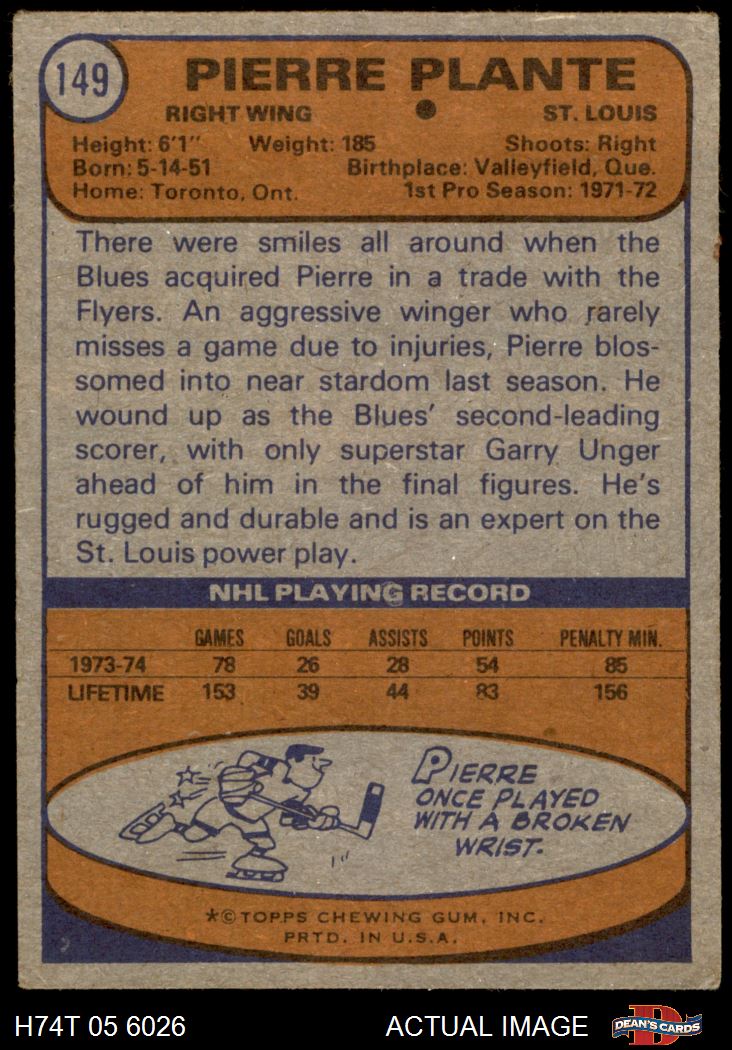 149
PIERRE PLANTE
RIGHT WING ● ST. LOUIS
Height: 6'1" Weight: 185 Shoots: Right
Born: 5-14-51 Birthplace: Valleyfield, Que.
Home: Toronto, Ont. 1st Pro Season: 1971-72
There were smiles all around when the
Blues acquired Pierre in a trade with the
Flyers. An aggressive winger who rarely
misses a game due to injuries, Pierre blos-
somed into near stardom last season. He
wound up as the Blues' second-leading
scorer, with only superstar Garry Unger
ahead of him in the final figures. He's
rugged and durable and is an expert on the
St. Louis power play.
NHL PLAYING RECORD
GAMES GOALS ASSISTS POINTS PENALTY MIN.
1973-74 78 26 28 54 85
LIFETIME 153 39 44 83 156
PIERRE
ONCE PLAYED
WITH A BROKEN
WRIST.
*©TOPPS CHEWING GUM, INC.
PRTD. IN U.S.A.
H74T 05 6026 ACTUAL IMAGE D DEAN'S CARDS